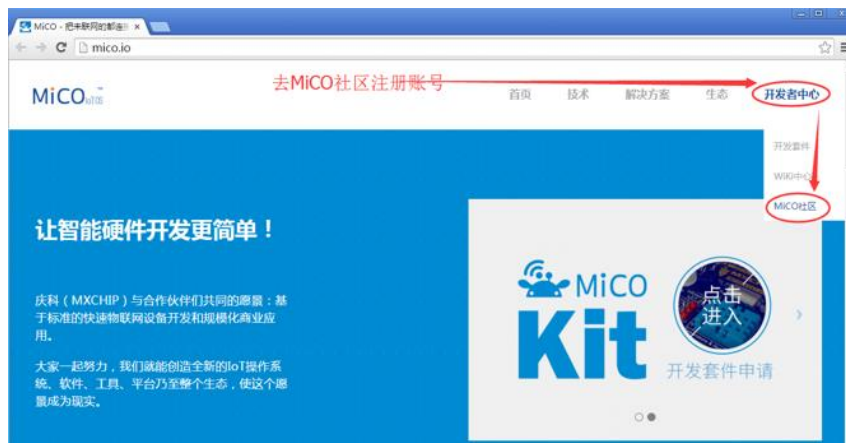 MiCO - 把未联网的都连
mico.io
去MiCO社区注册账号
MiCO
首页 技术 解决方案 生态 开发者中心
开发套件
WiKi中心
MiCO社区
让智能硬件开发更简单！
庆科（MXCHIP）与合作伙伴们共同的愿景：基
于标准的快速物联网设备开发和规模化商业应
用。
大家一起努力，我们就能创造全新的IoT操作系
统、软件、工具、平台乃至整个生态，使这个愿
景成为现实。
MiCO
Kit
点击
进入
开发套件申请